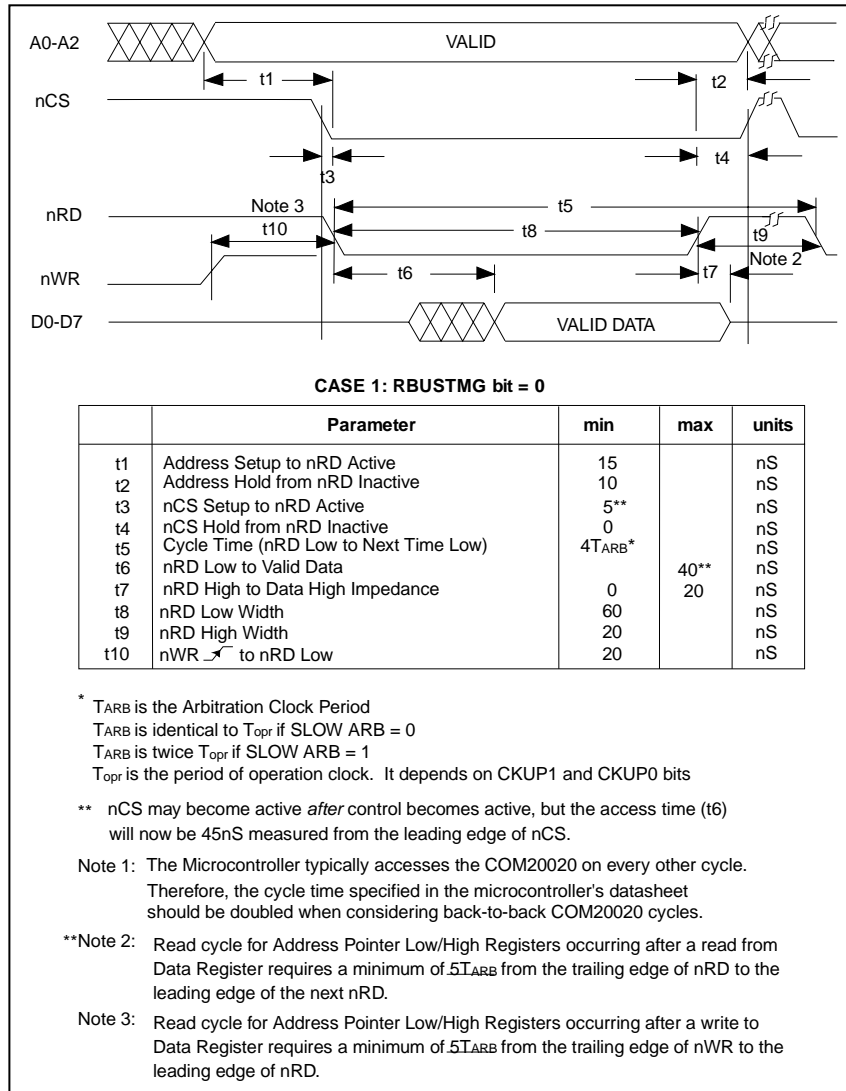 A0-A2
VALID
t1
t2
nCS
t3
t4
nRD
Note 3
t5
t8
t10
t9
nWR
t6
t7
Note 2
D0-D7
VALID DATA
CASE 1: RBUSTMG bit = 0
Parameter min max units
t1 Address Setup to nRD Active 15 nS
t2 Address Hold from nRD Inactive 10 nS
t3 nCS Setup to nRD Active 5** nS
t4 nCS Hold from nRD Inactive 0 nS
t5 Cycle Time (nRD Low to Next Time Low) 4TARB* nS
t6 nRD Low to Valid Data 40** nS
t7 nRD High to Data High Impedance 0 20 nS
t8 nRD Low Width 60 nS
t9 nRD High Width 20 nS
t10 nWR to nRD Low 20 nS
* TARB is the Arbitration Clock Period
TARB is identical to Topr if SLOW ARB = 0
TARB is twice Topr if SLOW ARB = 1
Topr is the period of operation clock. It depends on CKUP1 and CKUP0 bits
** nCS may become active after control becomes active, but the access time (t6)
will now be 45nS measured from the leading edge of nCS.
Note 1: The Microcontroller typically accesses the COM20020 on every other cycle.
Therefore, the cycle time specified in the microcontroller's datasheet
should be doubled when considering back-to-back COM20020 cycles.
**Note 2: Read cycle for Address Pointer Low/High Registers occurring after a read from
Data Register requires a minimum of 5TARB from the trailing edge of nRD to the
leading edge of the next nRD.
Note 3: Read cycle for Address Pointer Low/High Registers occurring after a write to
Data Register requires a minimum of 5TARB from the trailing edge of nWR to the
leading edge of nRD.